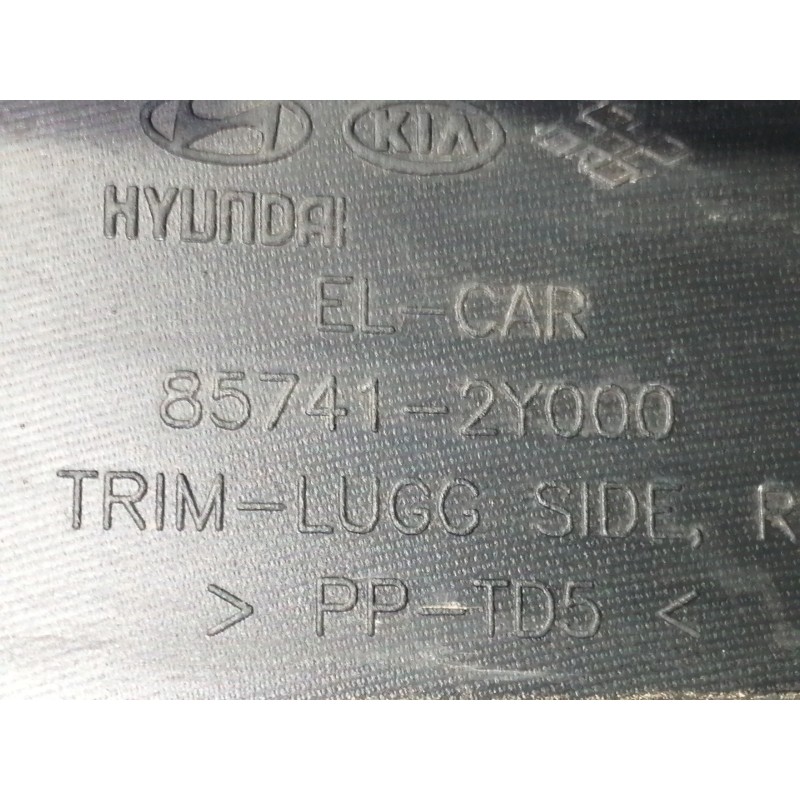 KIA
HYUNDAI
EL-CAR
85741-2Y000
TRIM-LUGG SIDE, R
> PP-TD5 <